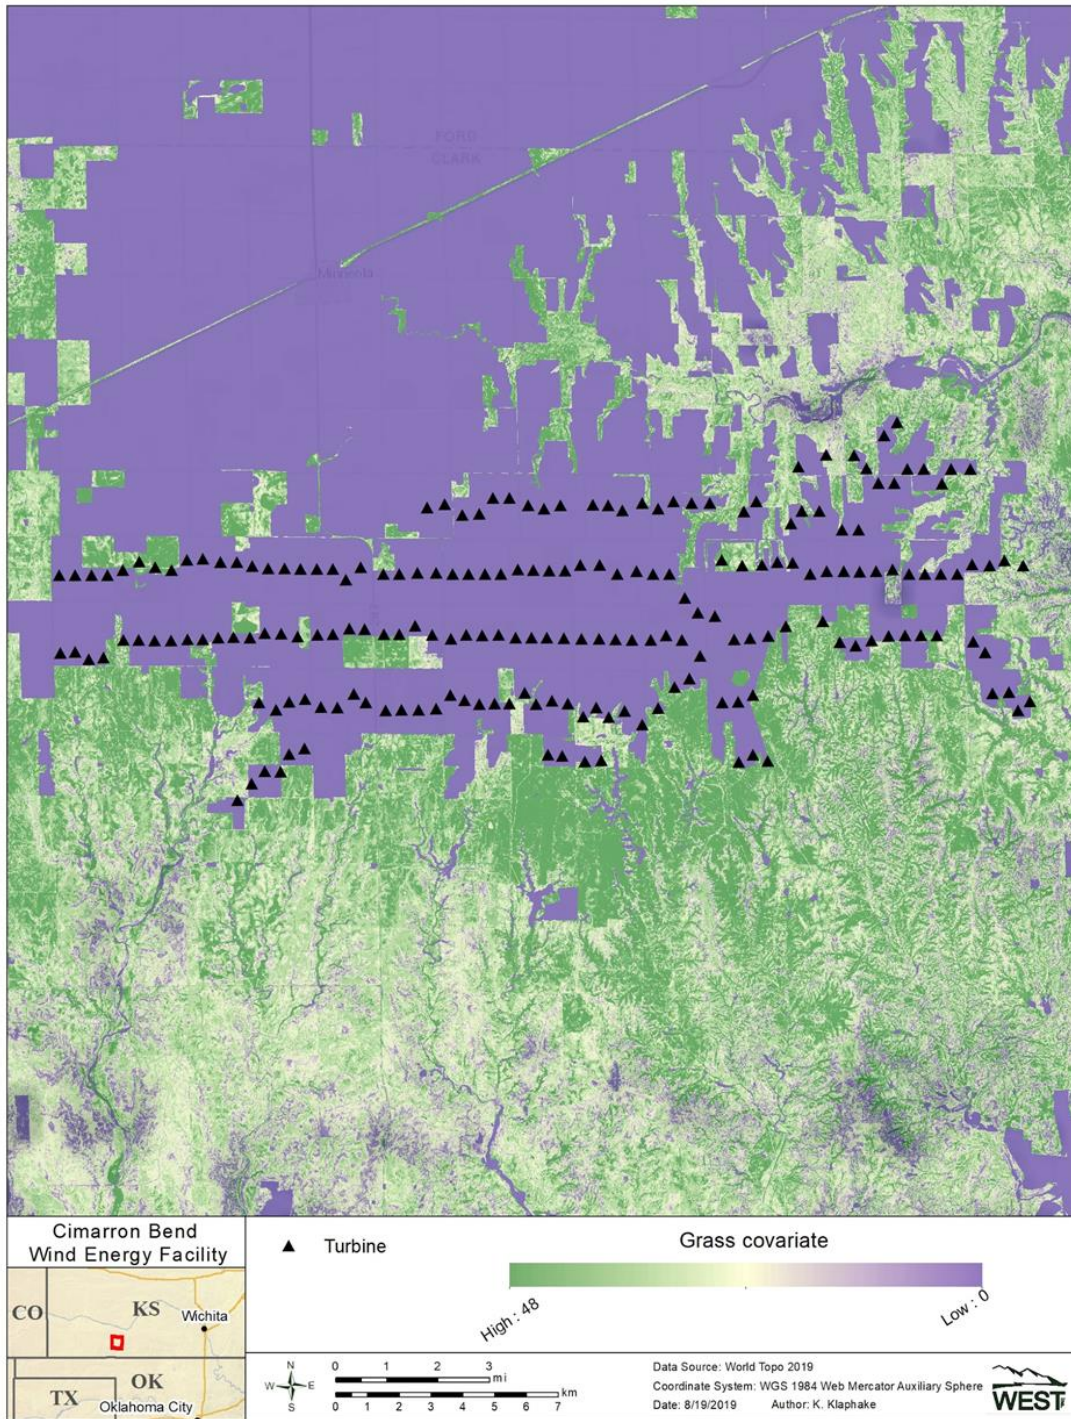 FORD
CLARK
Minneola
Cimarron Bend
Wind Energy Facility
CO
KS
Wichita
OK
TX
Oklahoma City
Turbine
Grass covariate
High : 48
Low : 0
N
W
E
S
0 1 2 3
mi
0 1 2 3 4 5 6 7
km
Data Source: World Topo 2019
Coordinate System: WGS 1984 Web Mercator Auxiliary Sphere
Date: 8/19/2019 Author: K. Klaphake
WEST